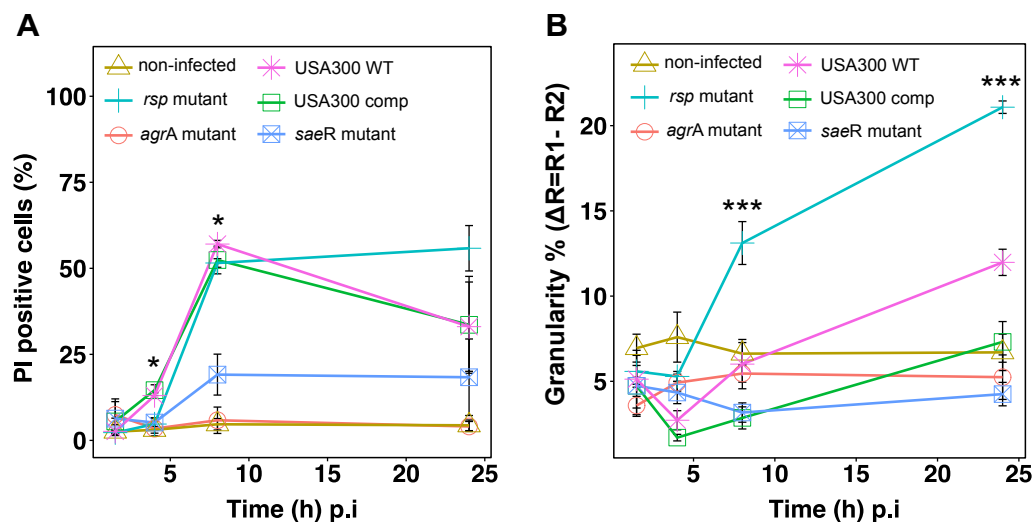 A
PI positive cells (%)
100
75
50
25
0
non-infected
rsp mutant
agrA mutant
USA300 WT
USA300 comp
saeR mutant
*
*
5
10
15
20
25
Time (h) p.i
B
Granularity % (ΔR=R1- R2)
20
15
10
5
non-infected
rsp mutant
agrA mutant
USA300 WT
USA300 comp
saeR mutant
***
***
5
10
15
20
25
Time (h) p.i